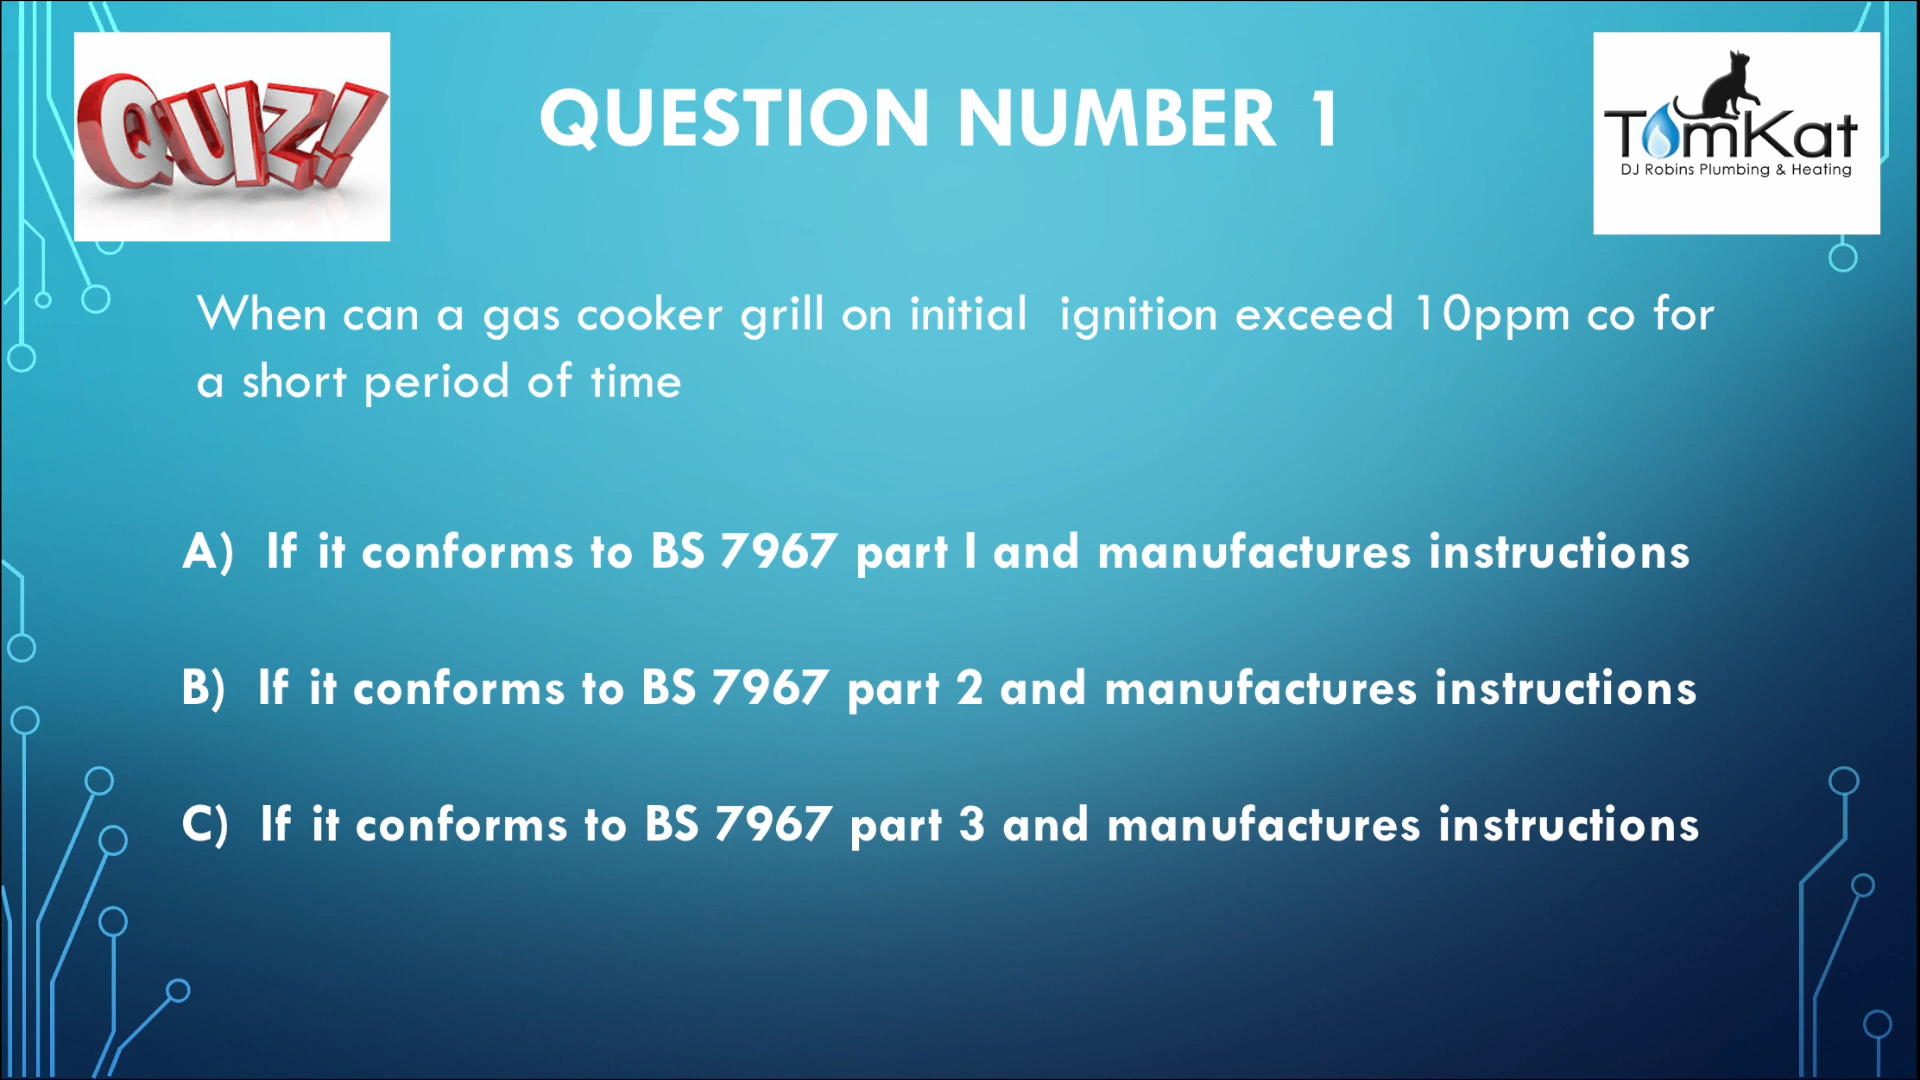 QUIZ!
QUESTION NUMBER 1
TomKat
DJ Robins Plumbing & Heating
When can a gas cooker grill on initial ignition exceed 10ppm co for
a short period of time
A) If it conforms to BS 7967 part I and manufactures instructions
B) If it conforms to BS 7967 part 2 and manufactures instructions
C) If it conforms to BS 7967 part 3 and manufactures instructions